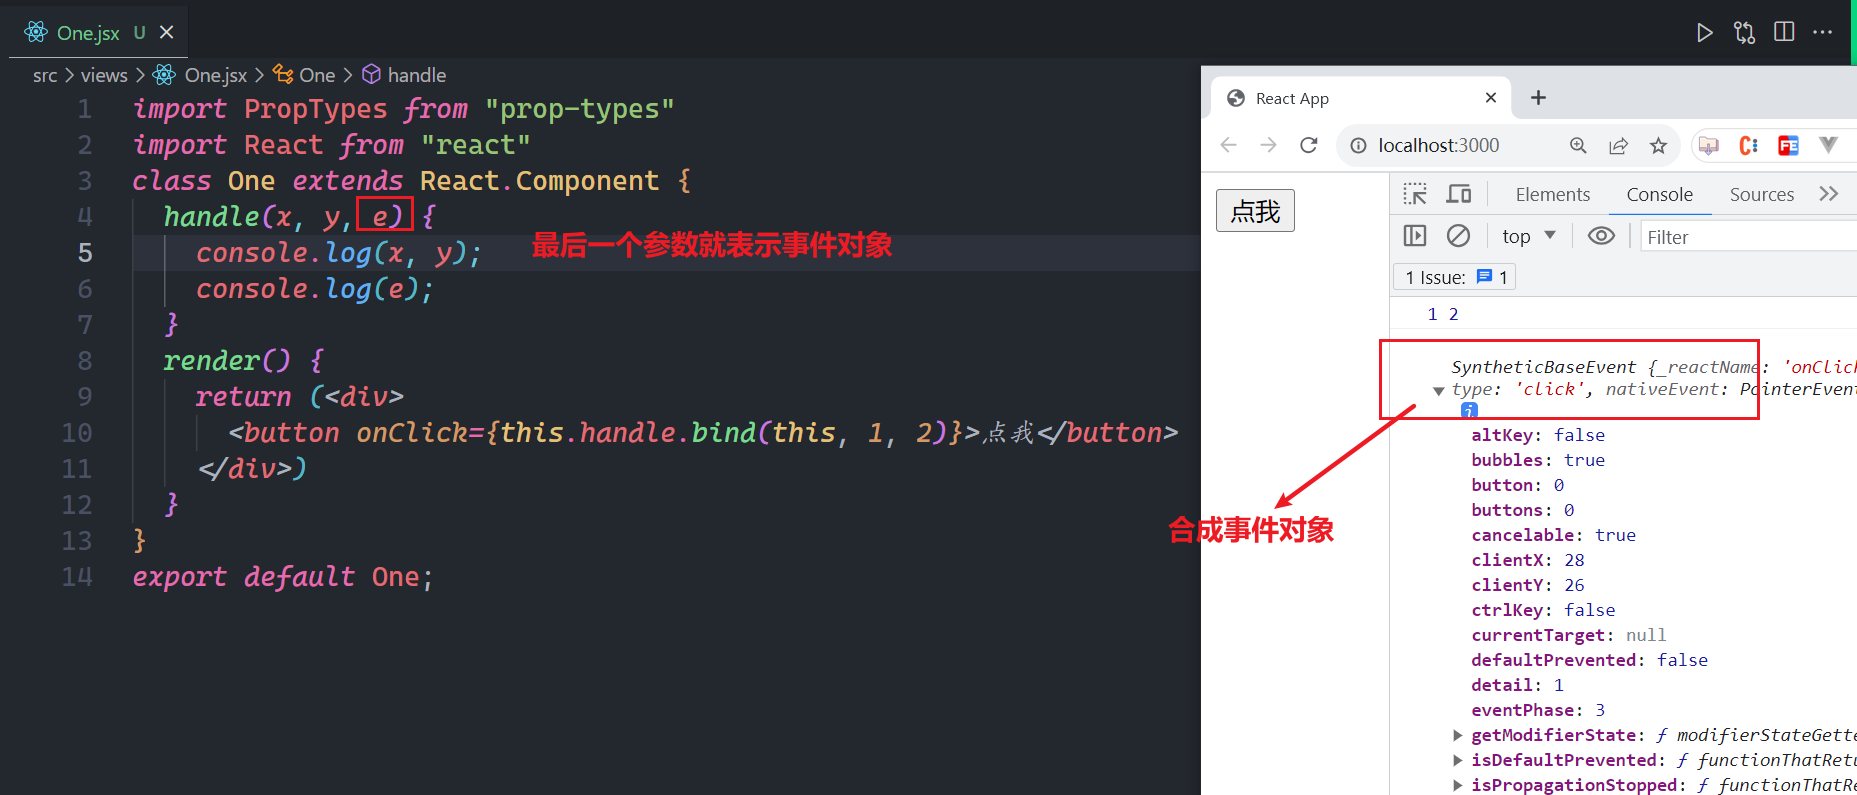 One.jsx U
src > views > One.jsx > One > handle
1 import PropTypes from "prop-types"
2 import React from "react"
3 class One extends React.Component {
4 handle(x, y, e) {
5 console.log(x, y);
最后一个参数就表示事件对象
6 console.log(e);
7 }
8 render() {
9 return (<div>
10 <button onClick={this.handle.bind(this, 1, 2)}>点我</button>
11 </div>)
12 }
13 }
14 export default One;
React App
localhost:3000
点我
Elements Console Sources
top Filter
1 Issue: 1
1 2
SyntheticBaseEvent {_reactName: 'onClick
type: 'click', nativeEvent: PointerEvent
合成事件对象
altKey: false
bubbles: true
button: 0
buttons: 0
cancelable: true
clientX: 28
clientY: 26
ctrlKey: false
currentTarget: null
defaultPrevented: false
detail: 1
eventPhase: 3
getModifierState: ƒ modifierStateGette
isDefaultPrevented: ƒ functionThatRetu
isPropagationStopped: ƒ functionThatRe